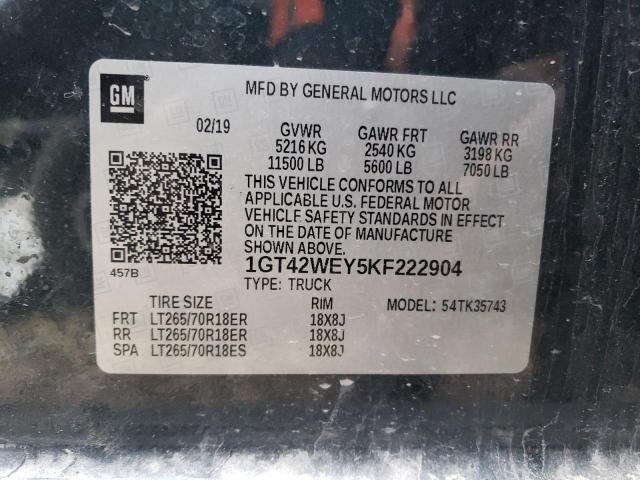 GM
MFD BY GENERAL MOTORS LLC
02/19 GVWR GAWR FRT GAWR RR
5216 KG 2540 KG 3198 KG
11500 LB 5600 LB 7050 LB
THIS VEHICLE CONFORMS TO ALL
APPLICABLE U.S. FEDERAL MOTOR
VEHICLE SAFETY STANDARDS IN EFFECT
ON THE DATE OF MANUFACTURE
SHOWN ABOVE.
457B
1GT42WEY5KF222904
TYPE: TRUCK
TIRE SIZE RIM MODEL: 54TK35743
FRT LT265/70R18ER 18X8J
RR LT265/70R18ER 18X8J
SPA LT265/70R18ES 18X8J